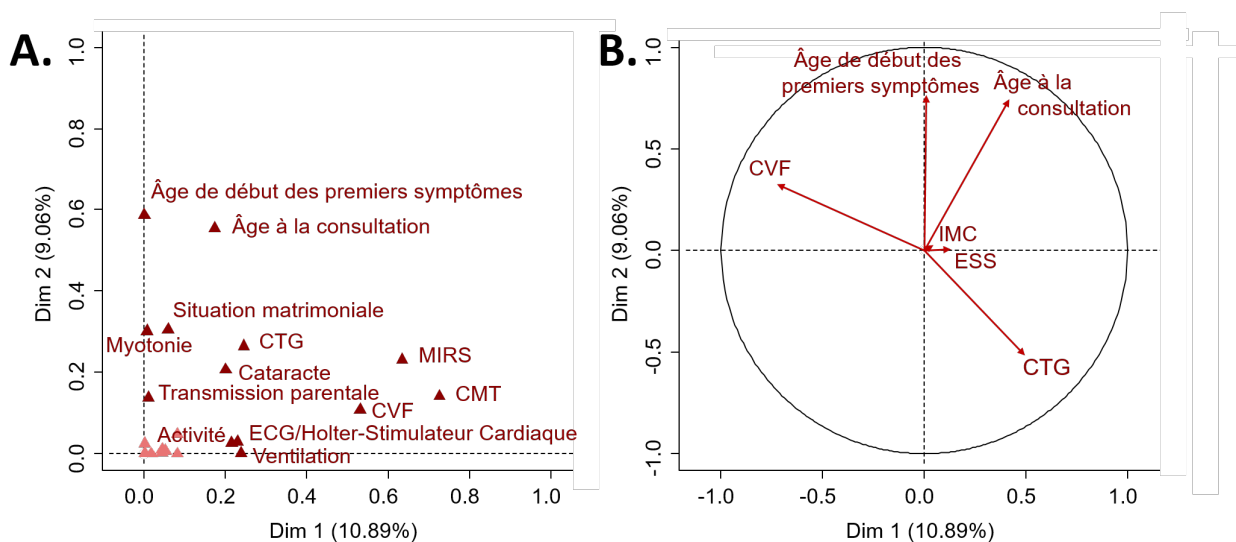 A.
1.0
0.8
0.6
0.4
0.2
0.0
Dim 2 (9.06%)
Âge de début des premiers symptômes
Âge à la consultation
Situation matrimoniale
Myotonie
CTG
MIRS
Cataracte
Transmission parentale
CMT
CVF
Activité
ECG/Holter-Stimulateur Cardiaque
Ventilation
0.0
0.2
0.4
0.6
0.8
1.0
Dim 1 (10.89%)
B.
1.0
0.5
0.0
-0.5
-1.0
Dim 2 (9.06%)
Âge de début des
premiers symptômes
Âge à la
consultation
CVF
IMC
ESS
CTG
-1.0
-0.5
0.0
0.5
1.0
Dim 1 (10.89%)